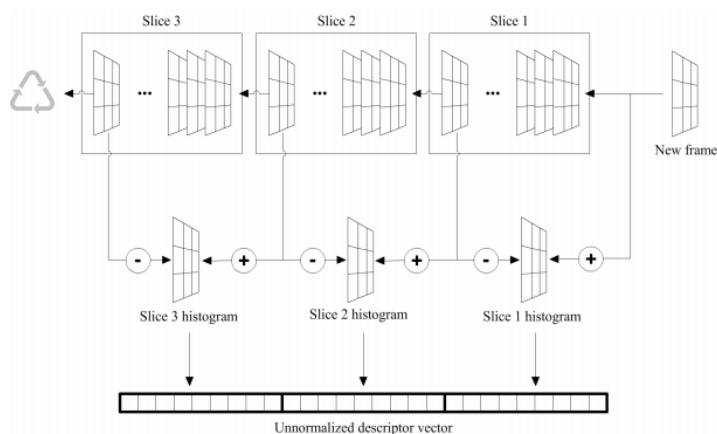 Slice 3 Slice 2 Slice 1
... ... ...
New frame
- + - + - +
Slice 3 histogram Slice 2 histogram Slice 1 histogram
Unnormalized descriptor vector